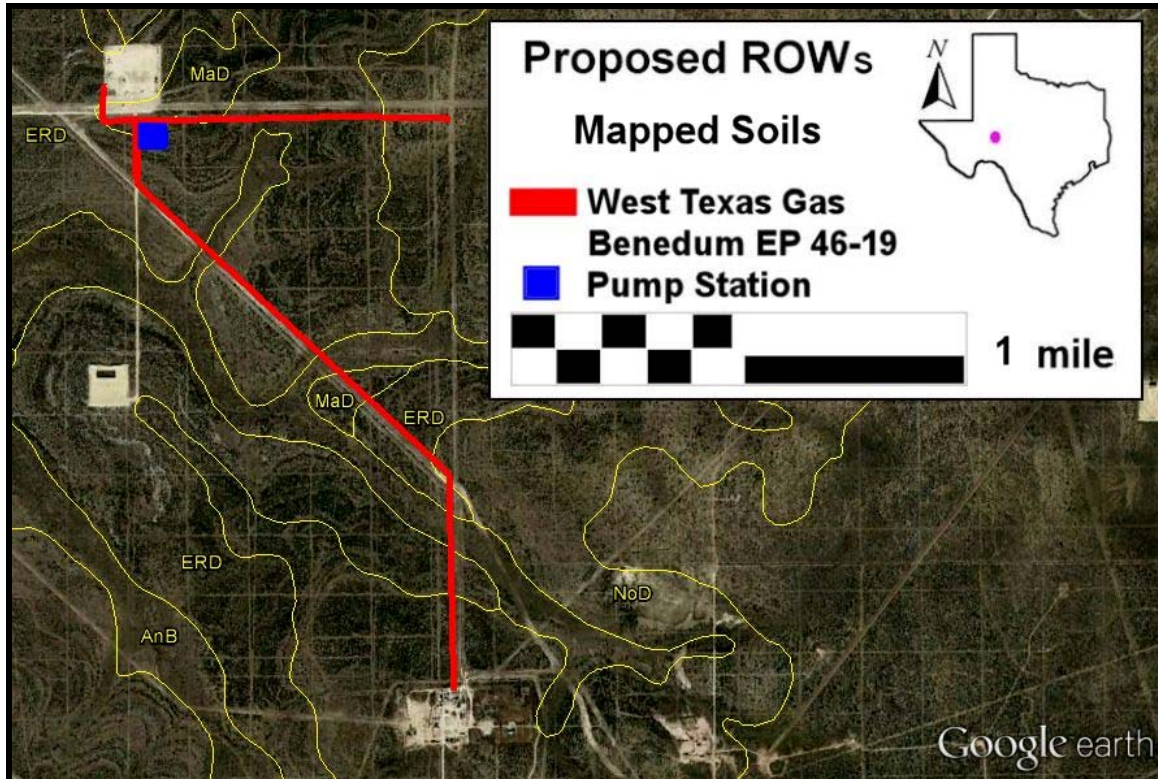 Proposed ROWs
N
Mapped Soils
West Texas Gas
Benedum EP 46-19
Pump Station
1 mile
MaD
ERD
MaD
ERD
ERD
NoD
AnB
Google earth